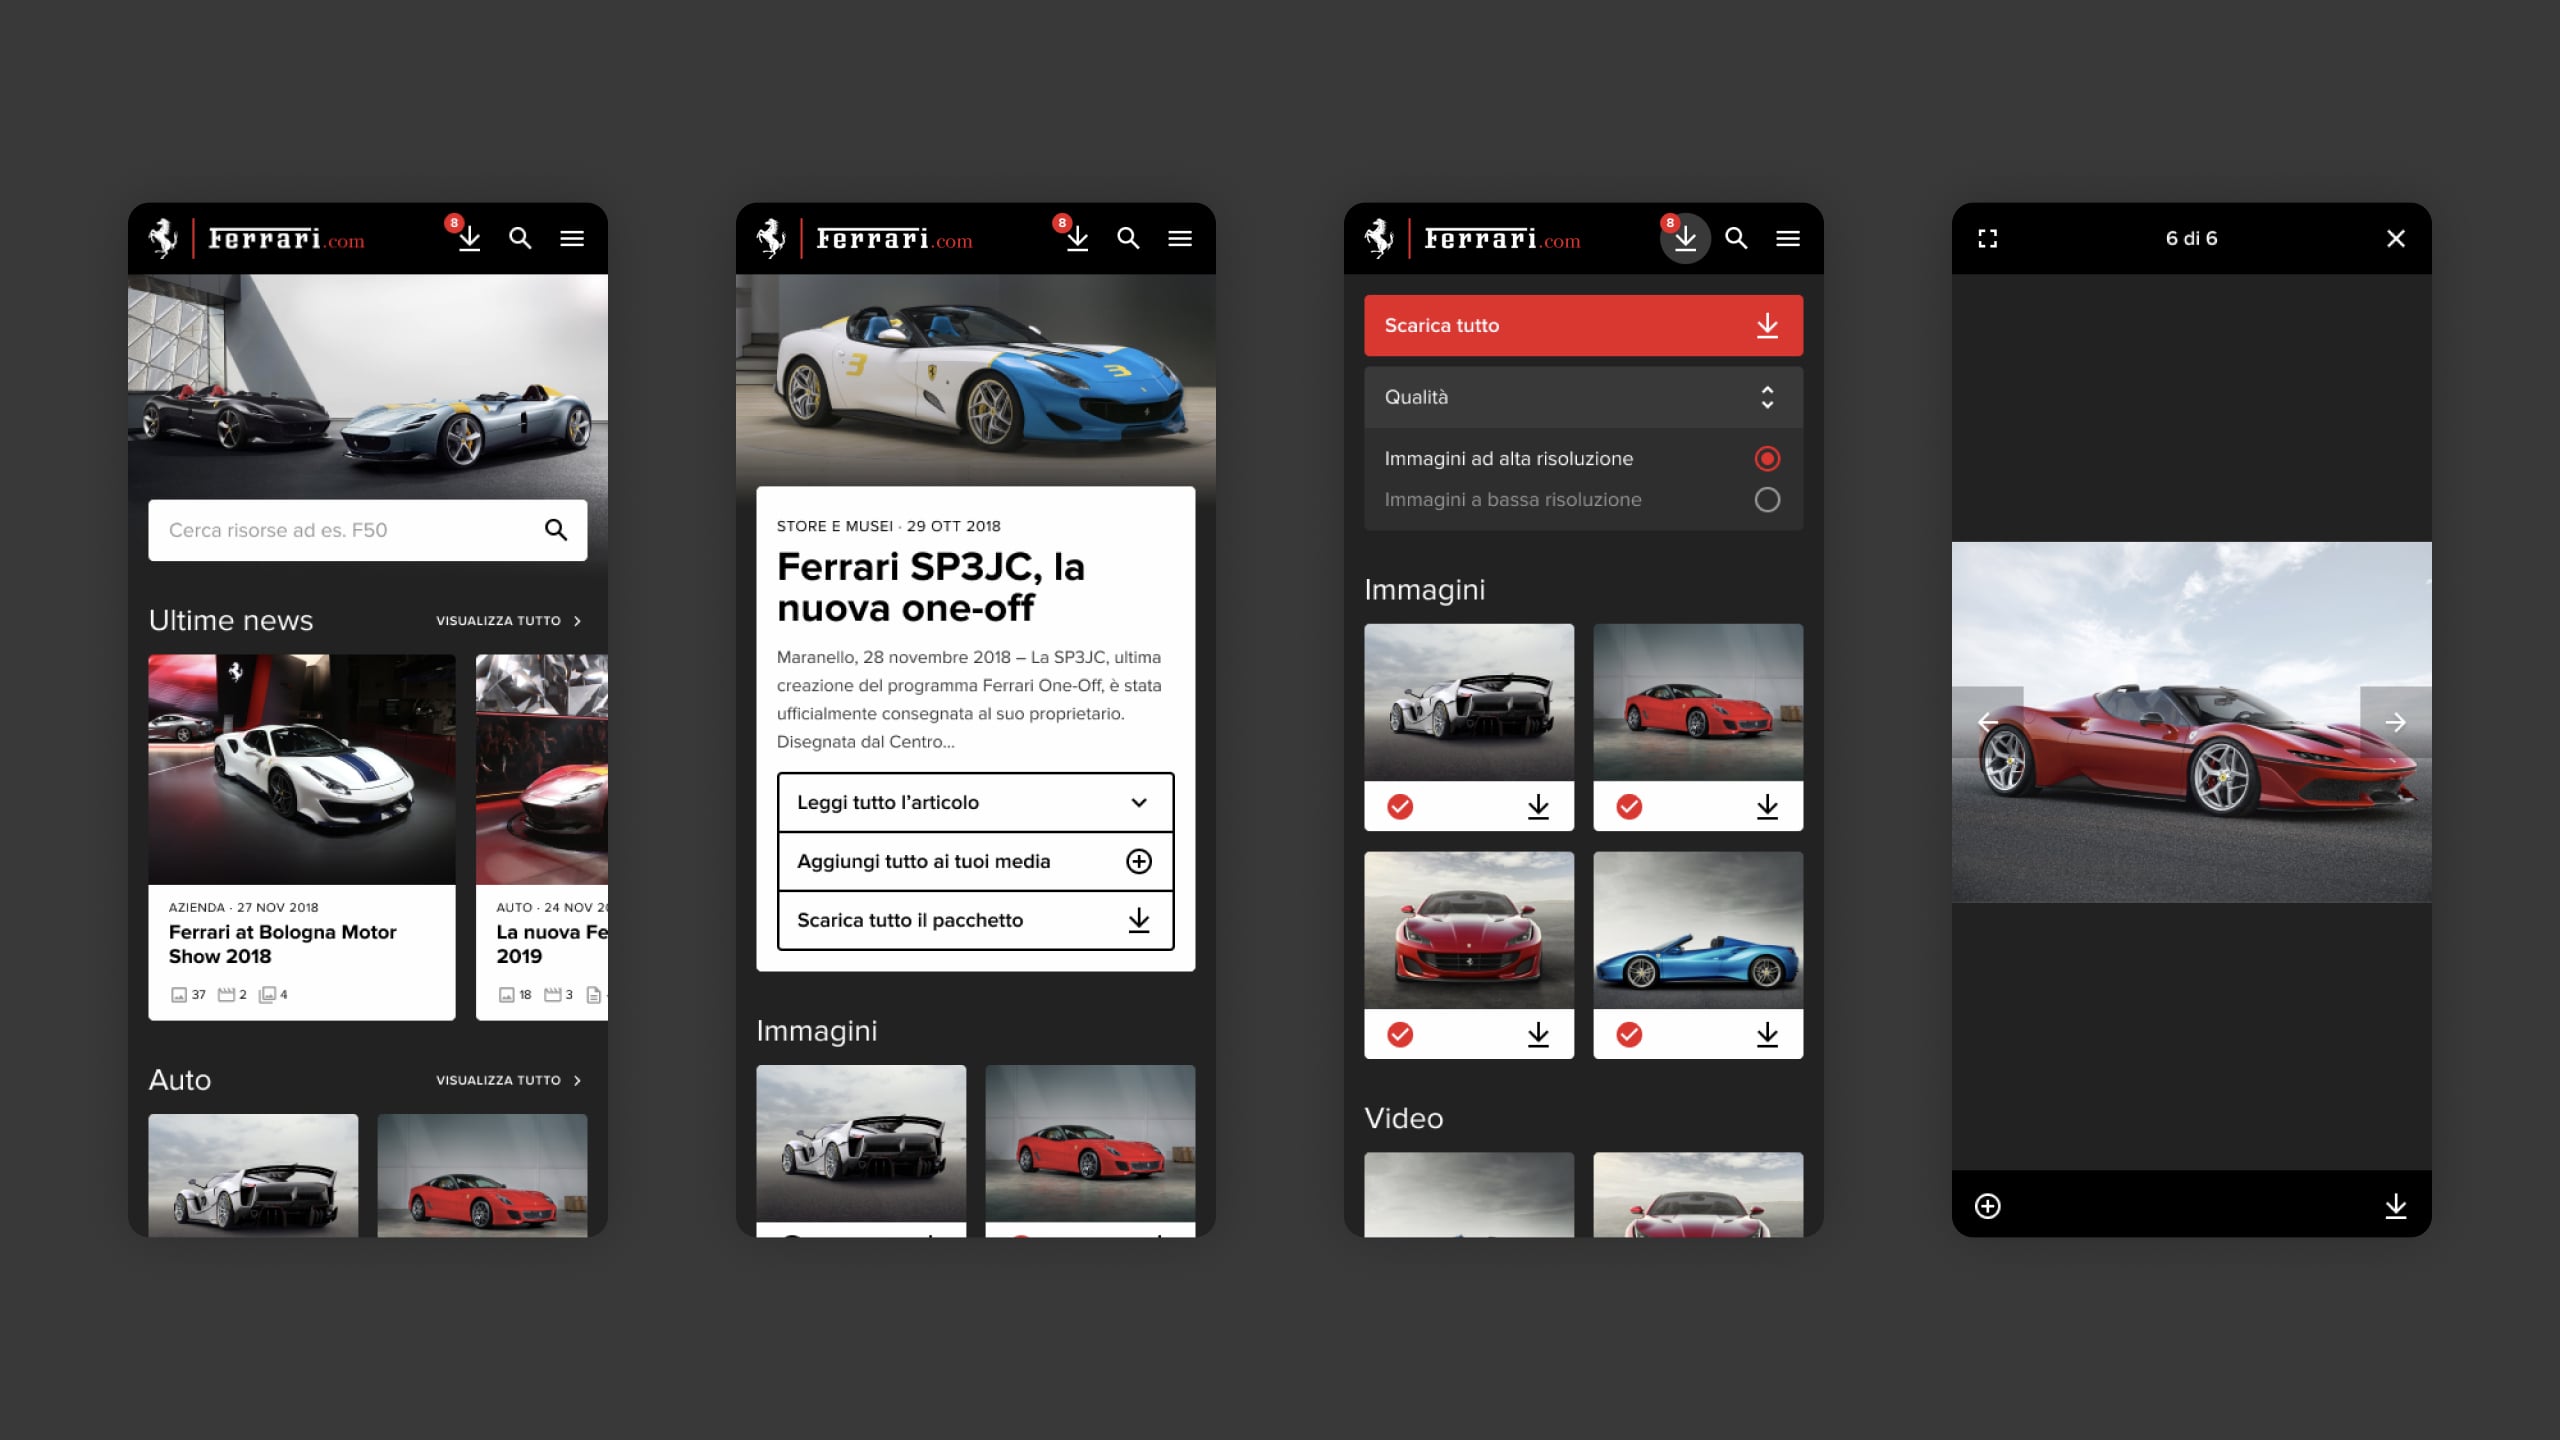 Ferrari.com
8
Cerca risorse ad es. F50
Ultime news
VISUALIZZA TUTTO
AZIENDA · 27 NOV 2018
Ferrari at Bologna Motor
Show 2018
37 2 4
AUTO · 24 NOV
La nuova
2019
18 3
Auto
VISUALIZZA TUTTO
Ferrari.com
8
3
3
STORE E MUSEI · 29 OTT 2018
Ferrari SP3JC, la
nuova one-off
Maranello, 28 novembre 2018 – La SP3JC, ultima
creazione del programma Ferrari One-Off, è stata
ufficialmente consegnata al suo proprietario.
Disegnata dal Centro...
Leggi tutto l’articolo
Aggiungi tutto ai tuoi media
Scarica tutto il pacchetto
Immagini
Ferrari.com
8
Scarica tutto
Qualità
Immagini ad alta risoluzione
Immagini a bassa risoluzione
Immagini
Video
6 di 6